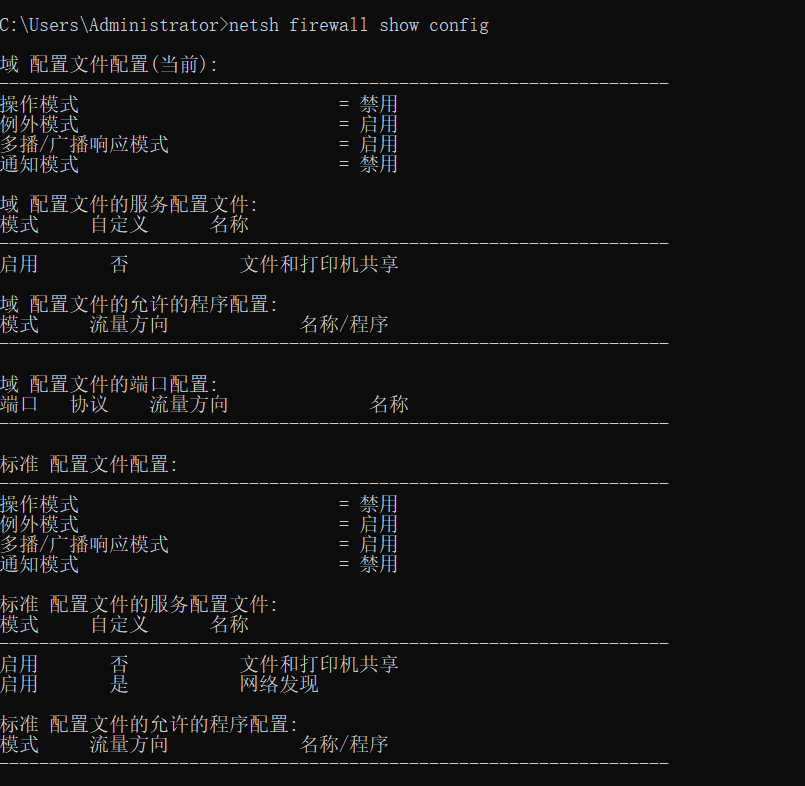 C:\Users\Administrator>netsh firewall show config
域 配置文件配置(当前):
-------------------------------------------------------------------
操作模式 = 禁用
例外模式 = 启用
多播/广播响应模式 = 启用
通知模式 = 禁用
域 配置文件的服务配置文件:
模式 自定义 名称
-------------------------------------------------------------------
启用 否 文件和打印机共享
域 配置文件的允许的程序配置:
模式 流量方向 名称/程序
-------------------------------------------------------------------
域 配置文件的端口配置:
端口 协议 流量方向 名称
-------------------------------------------------------------------
标准 配置文件配置:
-------------------------------------------------------------------
操作模式 = 禁用
例外模式 = 启用
多播/广播响应模式 = 启用
通知模式 = 禁用
标准 配置文件的服务配置文件:
模式 自定义 名称
-------------------------------------------------------------------
启用 否 文件和打印机共享
启用 是 网络发现
标准 配置文件的允许的程序配置:
模式 流量方向 名称/程序
-------------------------------------------------------------------